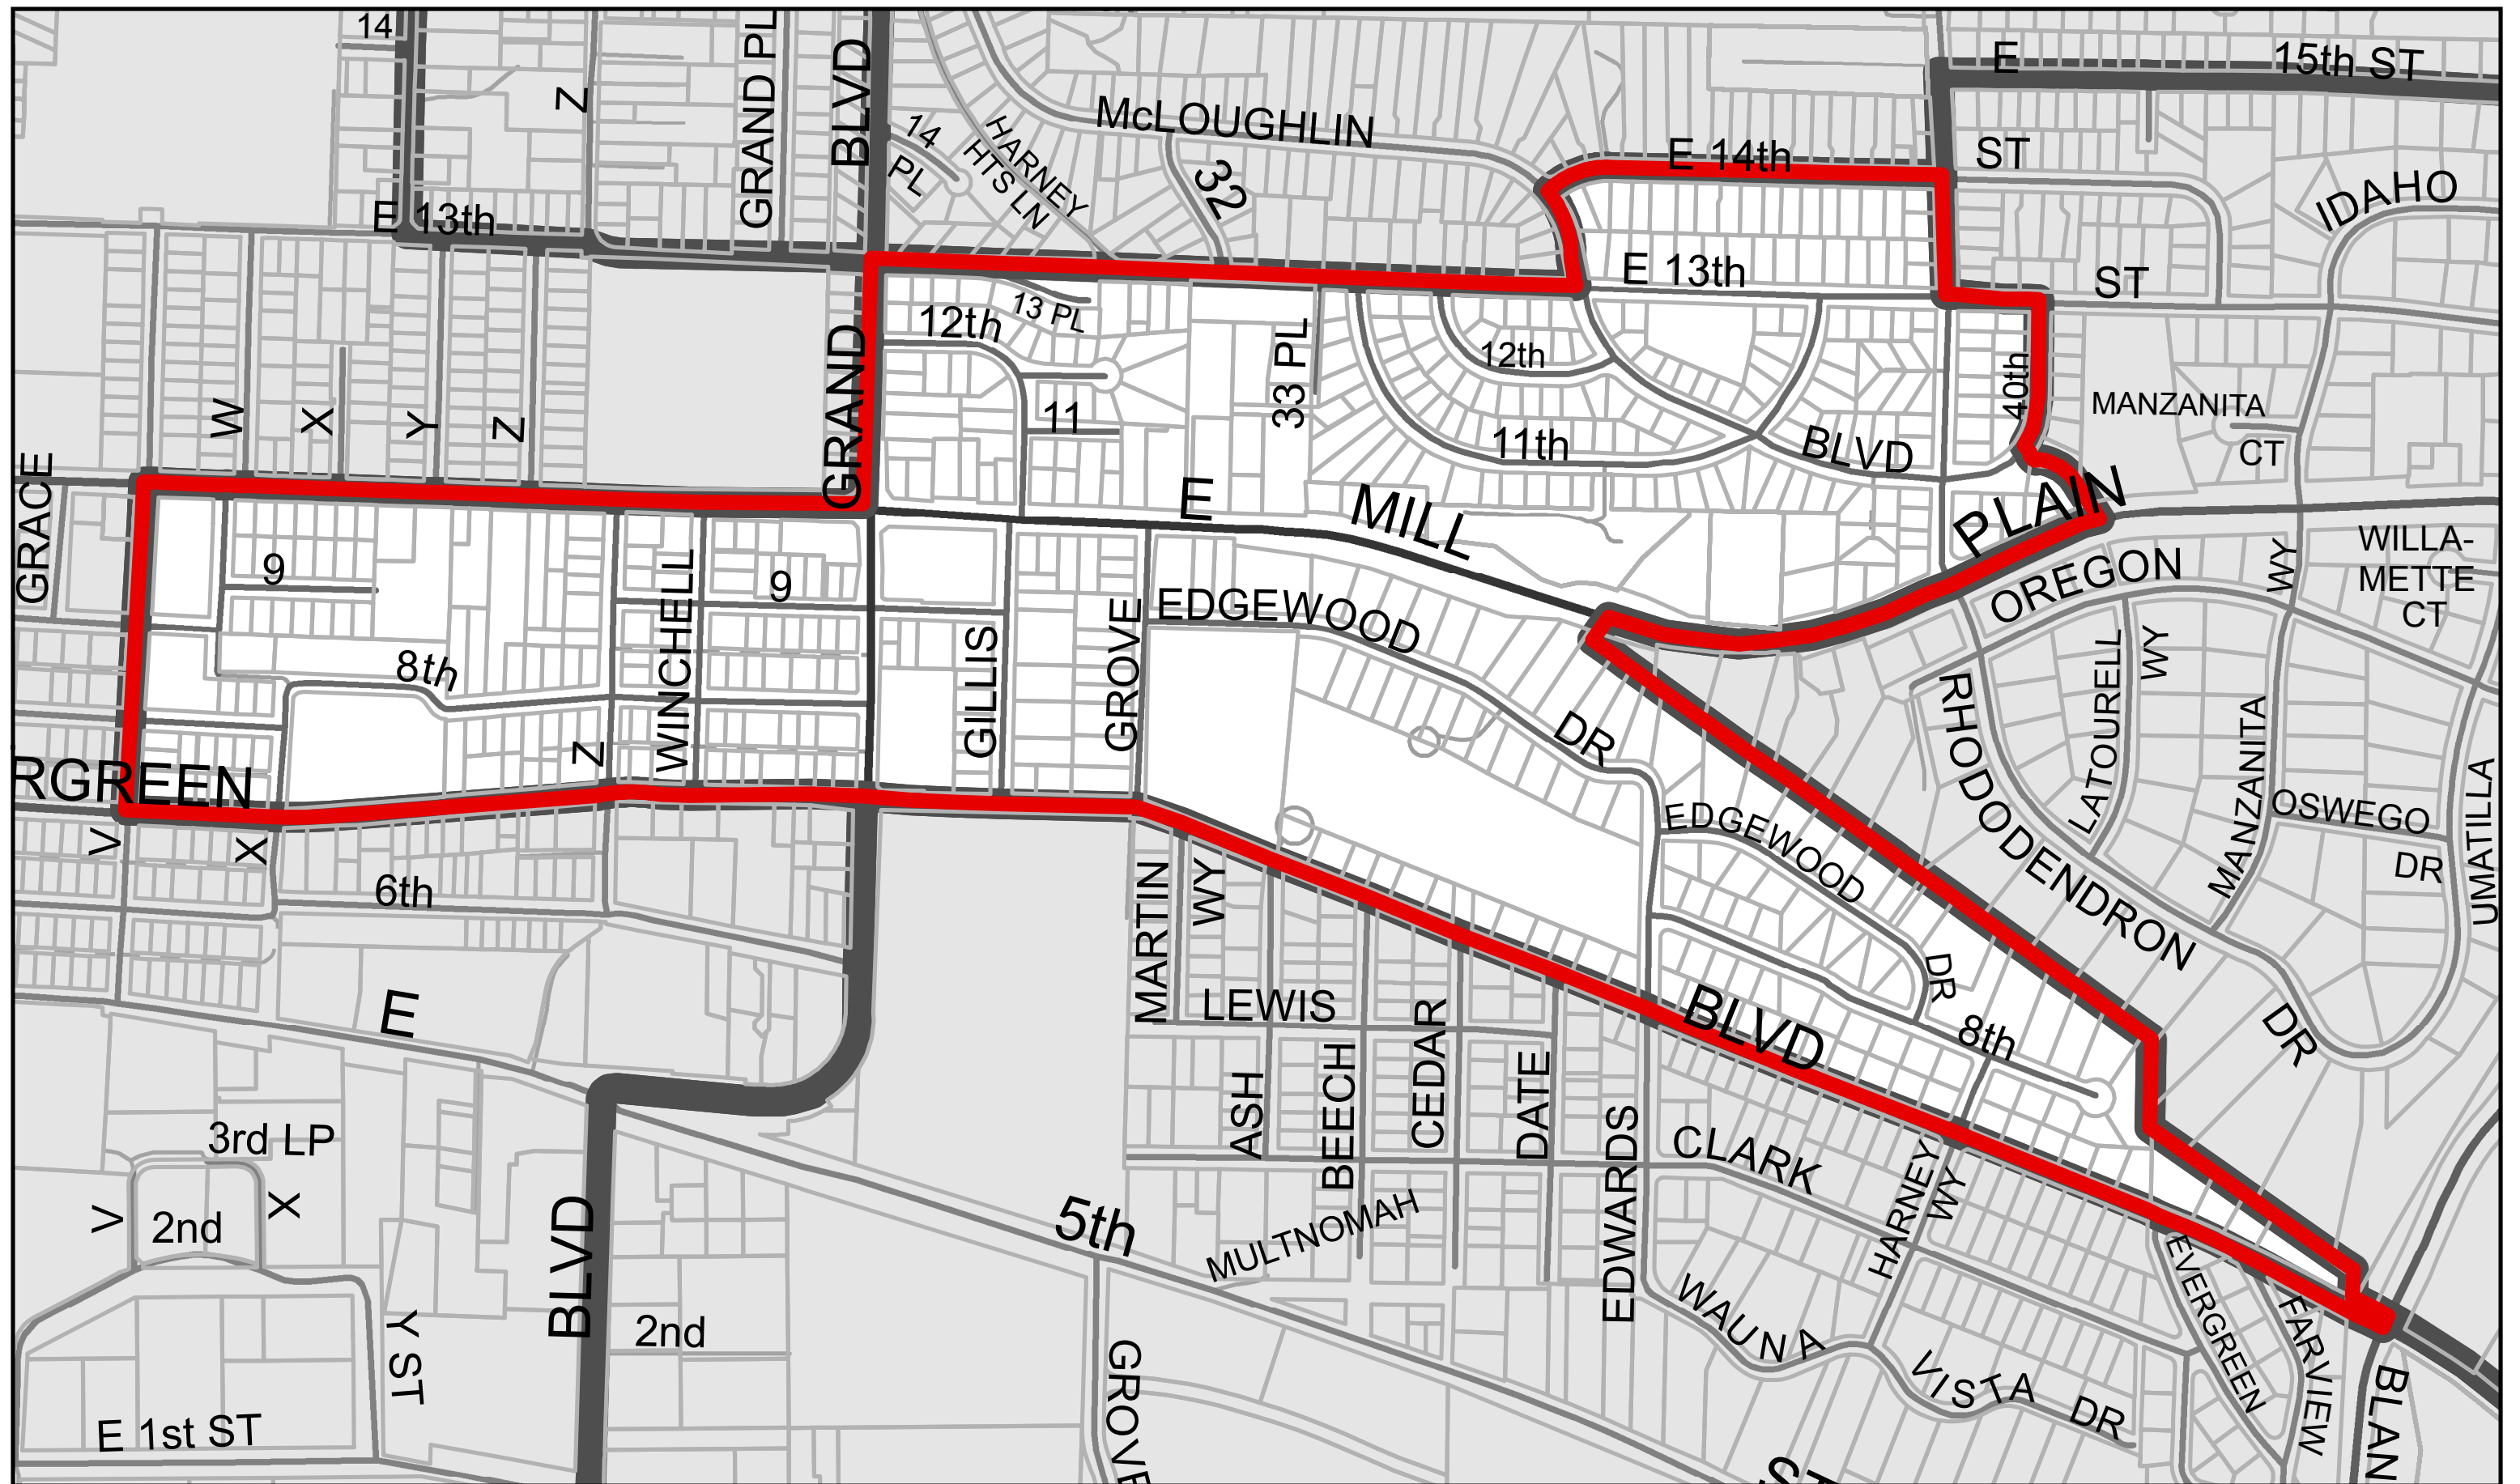 14
Z
GRAND PL
BLVD
E
15th ST
McLOUGHLIN
14
PL
HARNEY
HTS LN
32
E 14th
ST
IDAHO
E 13th
E 13th
ST
12th
13 PL
GRAND
33 PL
12th
40th
MANZANITA
CT
W
X
Y
Z
11
11th
BLVD
GRACE
E
MILL
PLAIN
9
WINCHELL
9
EDGEWOOD
DR
OREGON
WY
WILLA-
METTE
CT
8th
GILLIS
GROVE
LATOURELL
WY
RHODODENDRON
DR
MANZANITA
UMATILLA
Z
RGREEN
EDGEWOOD
DR
OSWEGO
DR
V
X
6th
MARTIN
WY
E
LEWIS
CEDAR
BLVD
8th
ASH
BEECH
DATE
EDWARDS
CLARK
HARNEY
WY
3rd LP
V
2nd
X
BLVD
5th
MULTNOMAH
EVERGREEN
FARVIEW
WAUNA
VISTA DR
Y ST
2nd
GROVE
BLAN
E 1st ST
ST